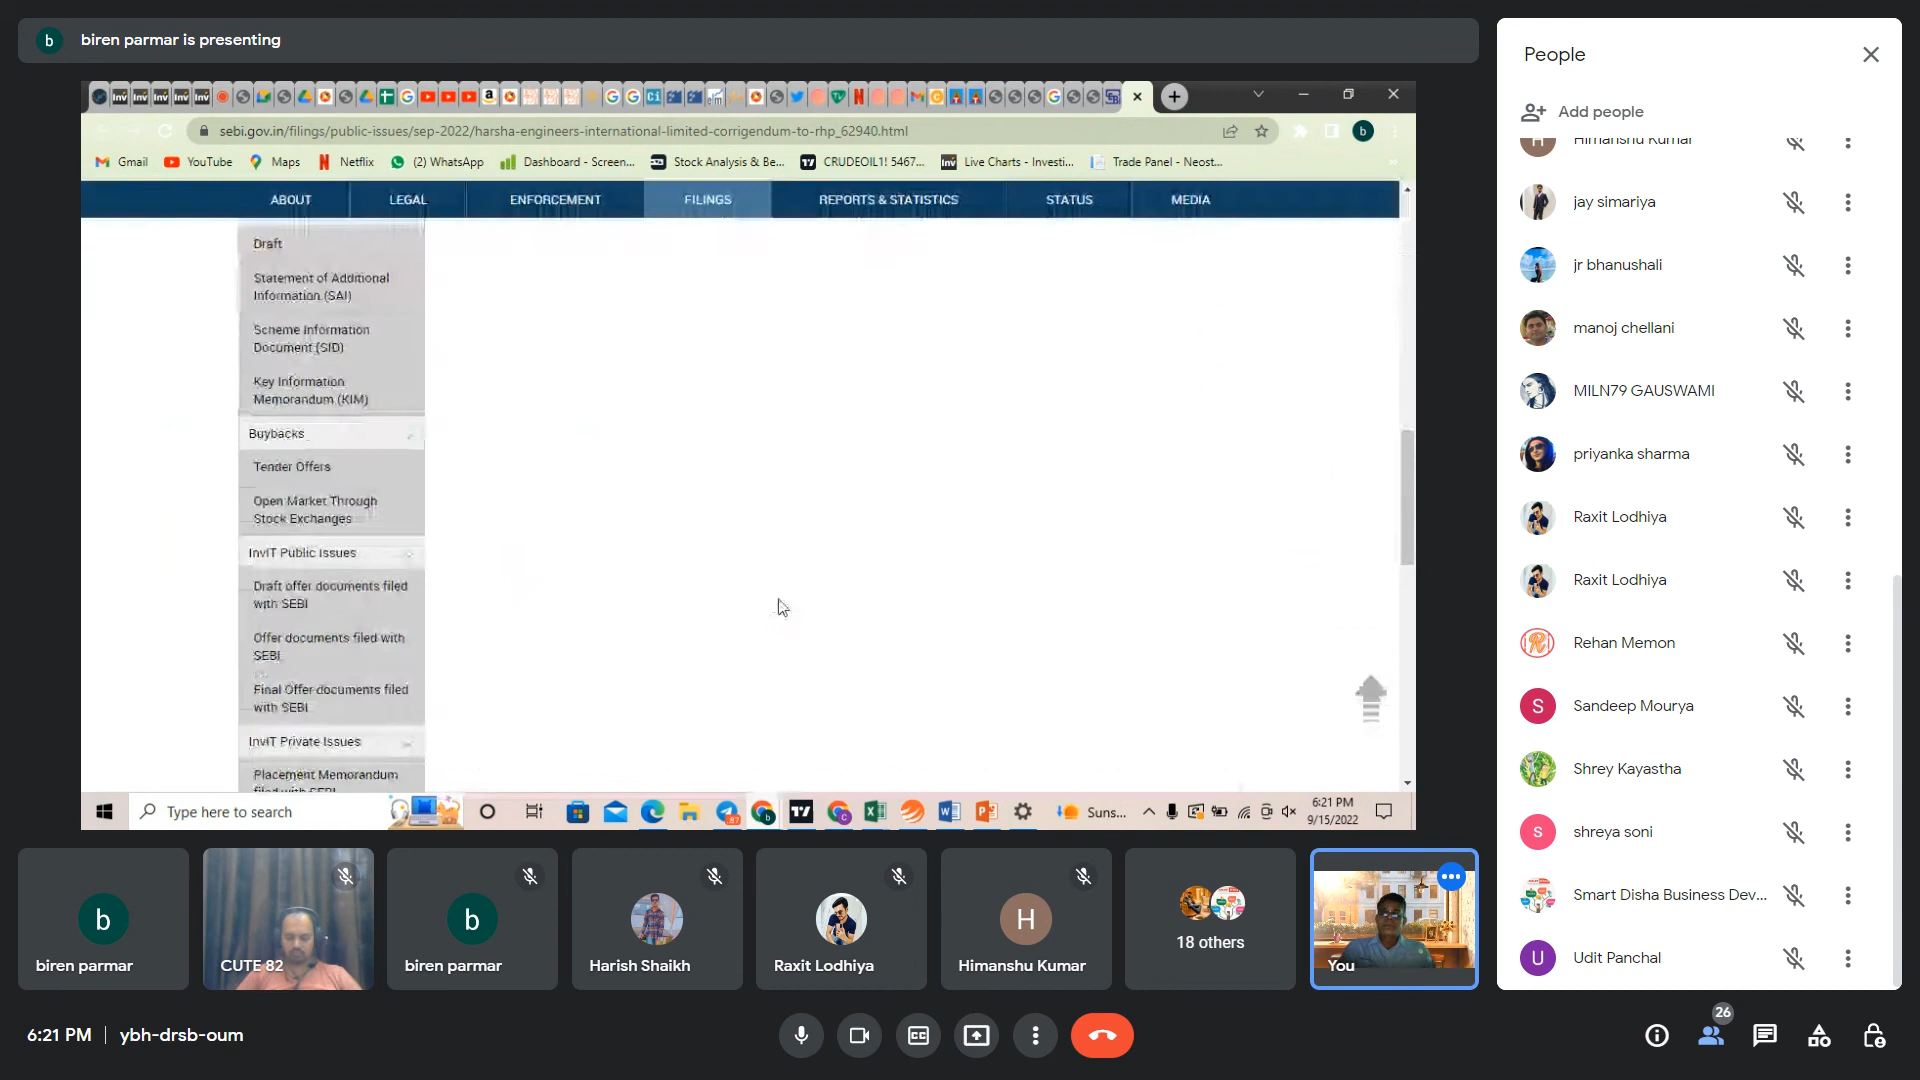 b biren parmar is presenting
sebi.gov.in/filings/public-issues/sep-2022/harsha-engineers-international-limited-corrigendum-to-rhp_62940.html
b
Gmail YouTube Maps Netflix (2) WhatsApp Dashboard - Screen... Stock Analysis & Be... CRUDEOIL1! 5467... Live Charts - Investi... Trade Panel - Neost...
ABOUT LEGAL ENFORCEMENT FILINGS REPORTS & STATISTICS STATUS MEDIA
Draft
Statement of Additional
Information (SAI)
Scheme Information
Document (SID)
Key Information
Memorandum (KIM)
Buybacks
Tender Offers
Open Market Through
Stock Exchanges
InvIT Public Issues
Draft offer documents filed
with SEBI
Offer documents filed with
SEBI
Final Offer documents filed
with SEBI
InvIT Private Issues
Placement Memorandum
filed with SEBI
Type here to search
Suns...
6:21 PM
9/15/2022
b
biren parmar
CUTE 82
b
biren parmar
Harish Shaikh
Raxit Lodhiya
H
Himanshu Kumar
18 others
You
6:21 PM ybh-drsb-oum
26
People
Add people
Himanshu Kumar
jay simariya
jr bhanushali
manoj chellani
MILN79 GAUSWAMI
priyanka sharma
Raxit Lodhiya
Raxit Lodhiya
Rehan Memon
S Sandeep Mourya
Shrey Kayastha
s shreya soni
Smart Disha Business Dev...
U Udit Panchal